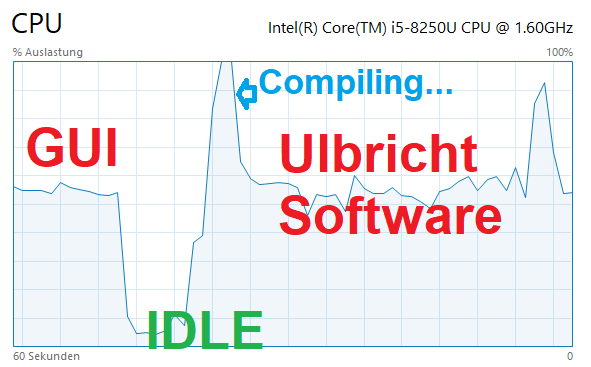 CPU
Intel(R) Core(TM) i5-8250U CPU @ 1.60GHz
% Auslastung
100%
Compiling...
GUI
Ulbricht
Software
IDLE
60 Sekunden
0